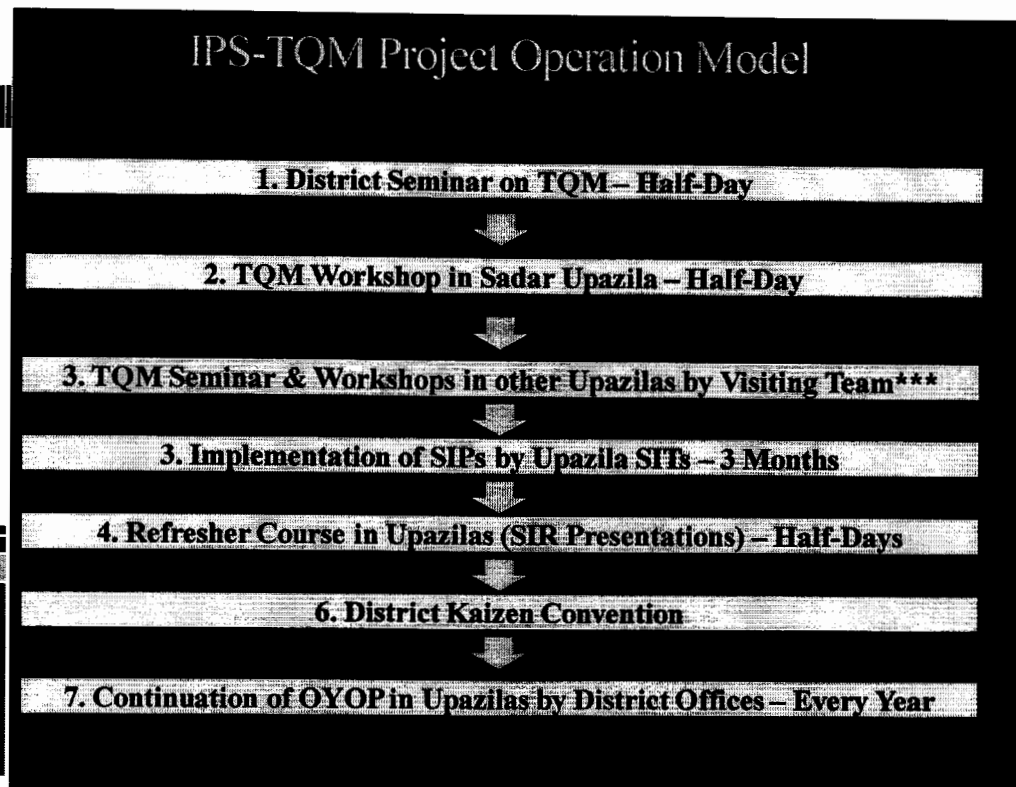 IPS-TQM Project Operation Model
1. District Seminar on TQM – Half-Day
2. TQM Workshop in Sadar Upazila – Half-Day
3. TQM Seminar & Workshops in other Upazilas by Visiting Team***
3. Implementation of SIPs by Upazila SITs – 3 Months
4. Refresher Course in Upazilas (SIR Presentations) – Half-Days
6. District Kaizen Convention
7. Continuation of OYOP in Upazilas by District Offices – Every Year